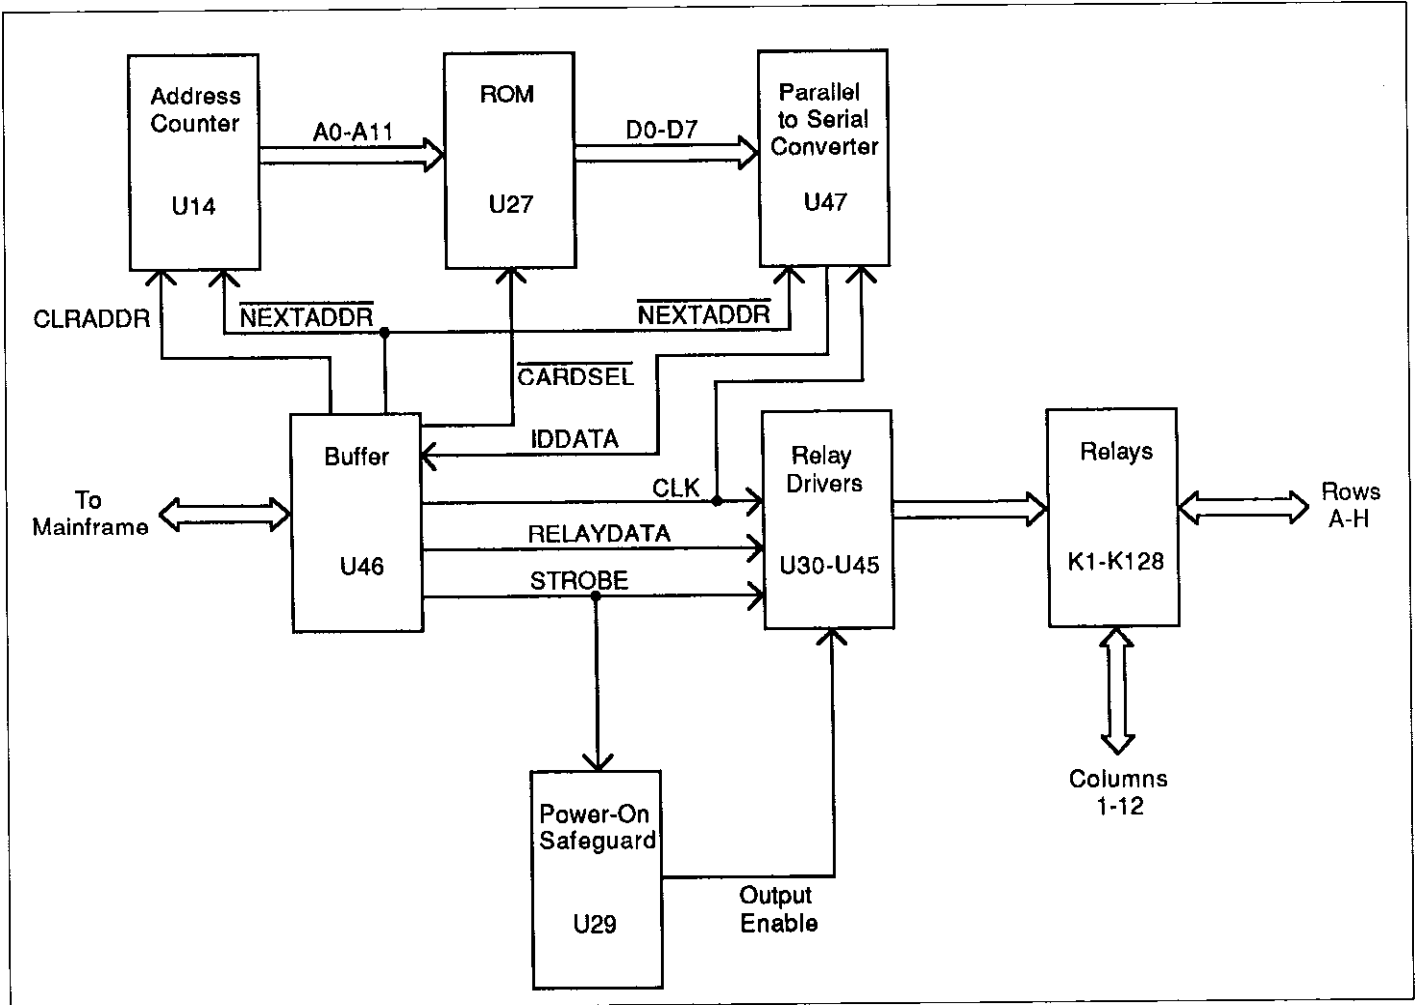 Address
Counter
U14
A0-A11
ROM
U27
D0-D7
Parallel
to Serial
Converter
U47
CLRADDR
NEXTADDR
NEXTADDR
CARDSEL
IDDATA
Buffer
U46
To
Mainframe
CLK
RELAYDATA
STROBE
Relay
Drivers
U30-U45
Relays
K1-K128
Rows
A-H
Columns
1-12
Power-On
Safeguard
U29
Output
Enable